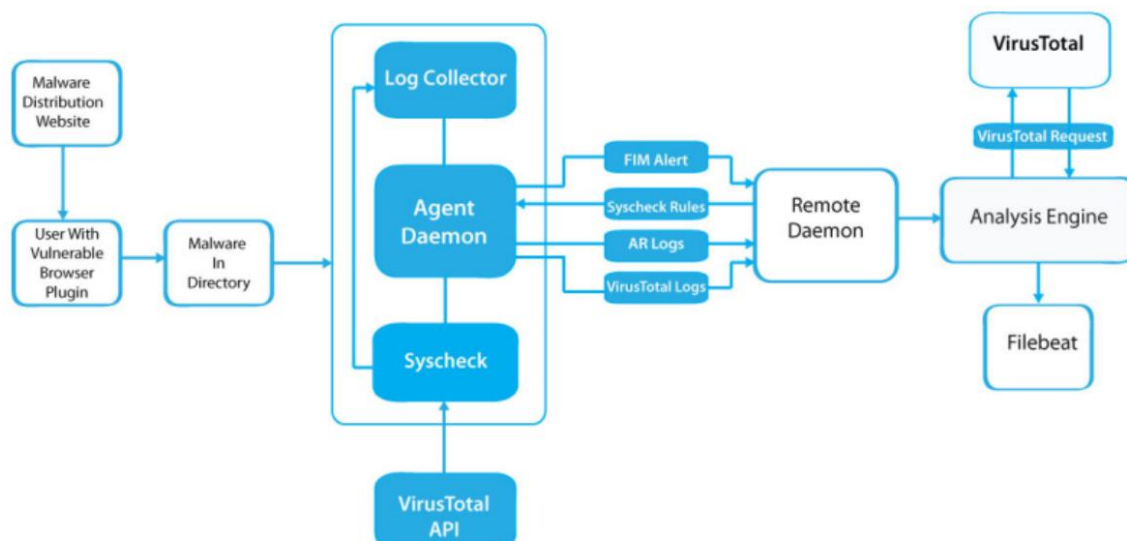 Malware
Distribution
Website
User With
Vulnerable
Browser
Plugin
Malware
In
Directory
Log Collector
Agent
Daemon
Syscheck
VirusTotal
API
FIM Alert
Syscheck Rules
AR Logs
VirusTotal Logs
Remote
Daemon
VirusTotal
VirusTotal Request
Analysis Engine
Filebeat